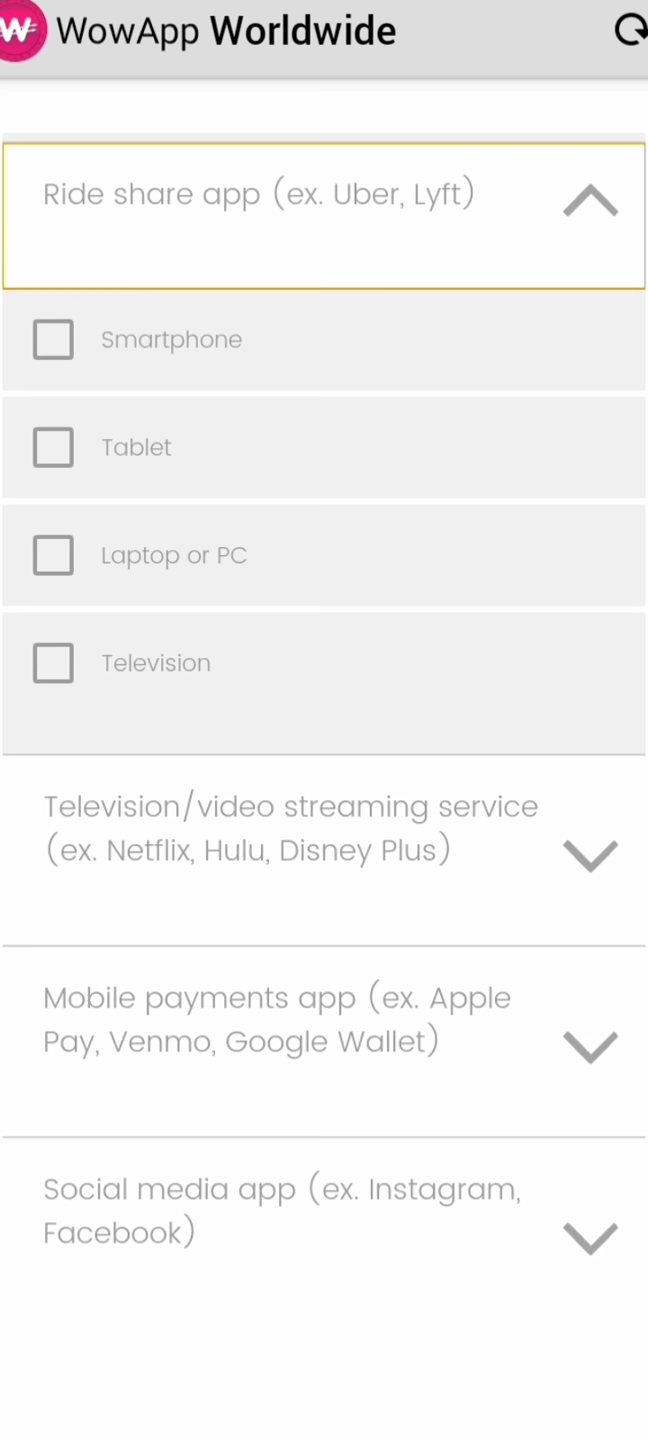 W
WowApp Worldwide
Ride share app (ex. Uber, Lyft)
Smartphone
Tablet
Laptop or PC
Television
Television/video streaming service
(ex. Netflix, Hulu, Disney Plus)
Mobile payments app (ex. Apple
Pay, Venmo, Google Wallet)
Social media app (ex. Instagram,
Facebook)